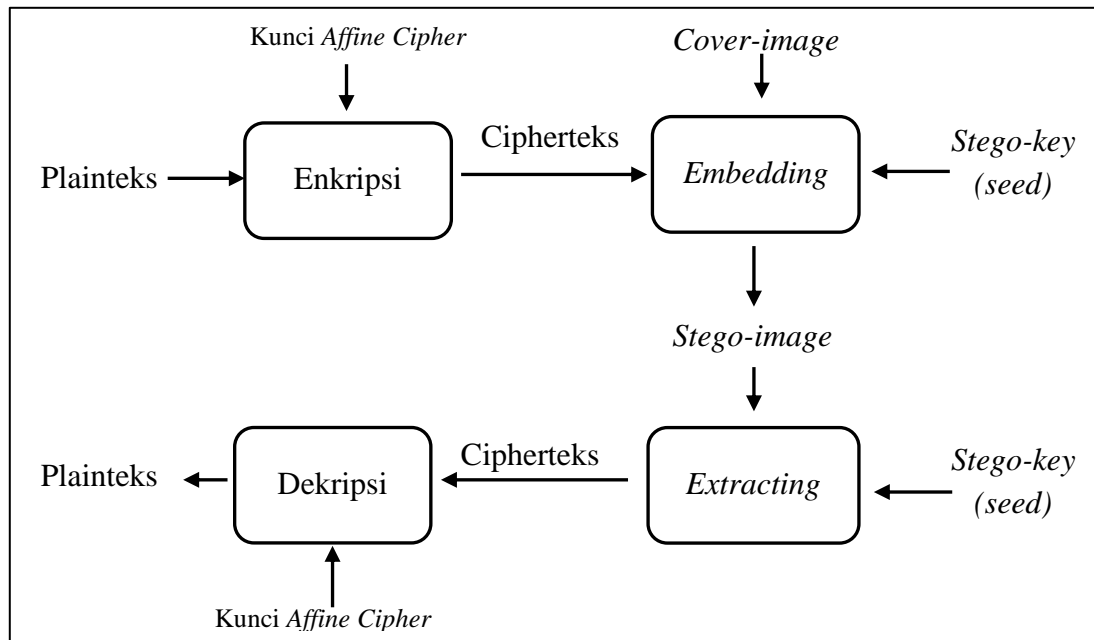 Kunci Affine Cipher
Cover-image
Plainteks
Enkripsi
Cipherteks
Embedding
Stego-key
(seed)
Stego-image
Plainteks
Dekripsi
Cipherteks
Extracting
Stego-key
(seed)
Kunci Affine Cipher